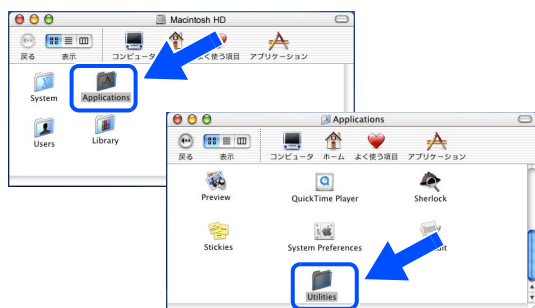 Macintosh HD
戻る 表示 コンピュータ よく使う項目 アプリケーション
System Applications
Users Library
Applications
戻る 表示 コンピュータ ホーム よく使う項目 アプリケーション
Preview QuickTime Player Sherlock
Stickies System Preferences
Utilities